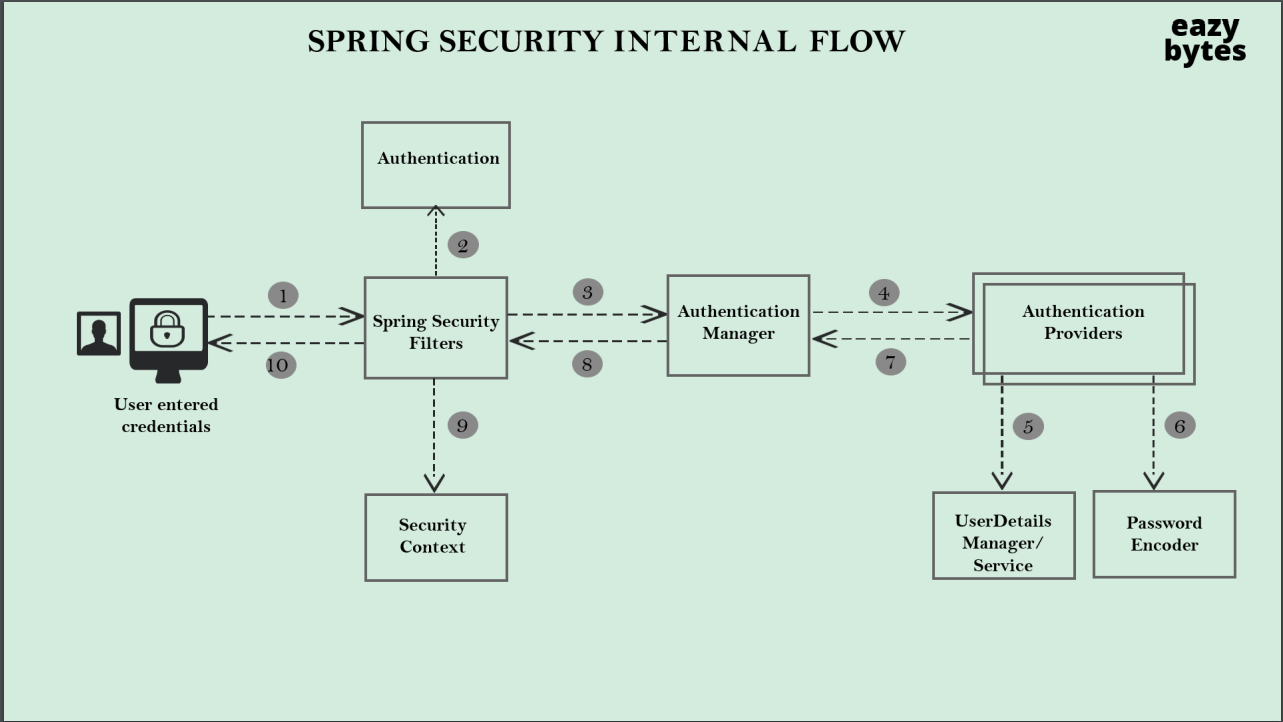 SPRING SECURITY INTERNAL FLOW
eazy
bytes
Authentication
2
1
3
4
Spring Security
Filters
Authentication
Manager
Authentication
Providers
10
8
7
User entered
credentials
9
5
6
Security
Context
UserDetails
Manager/
Service
Password
Encoder